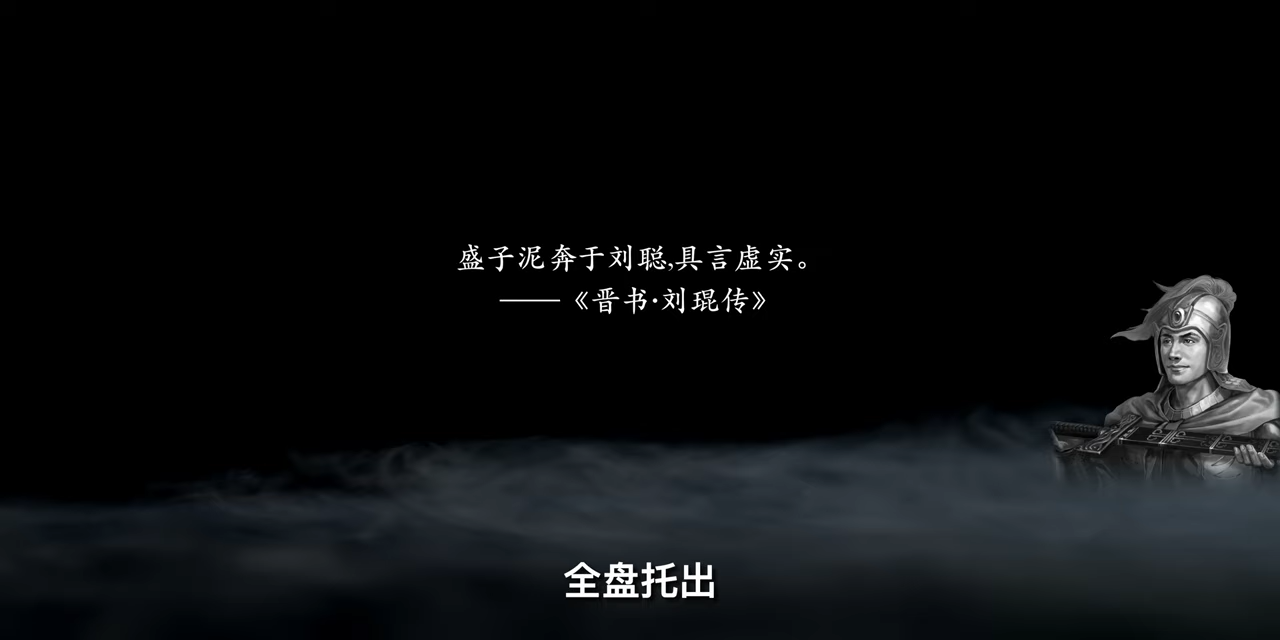 盛子泥奔于刘聪,具言虚实。
——《晋书·刘琨传》
全盘托出